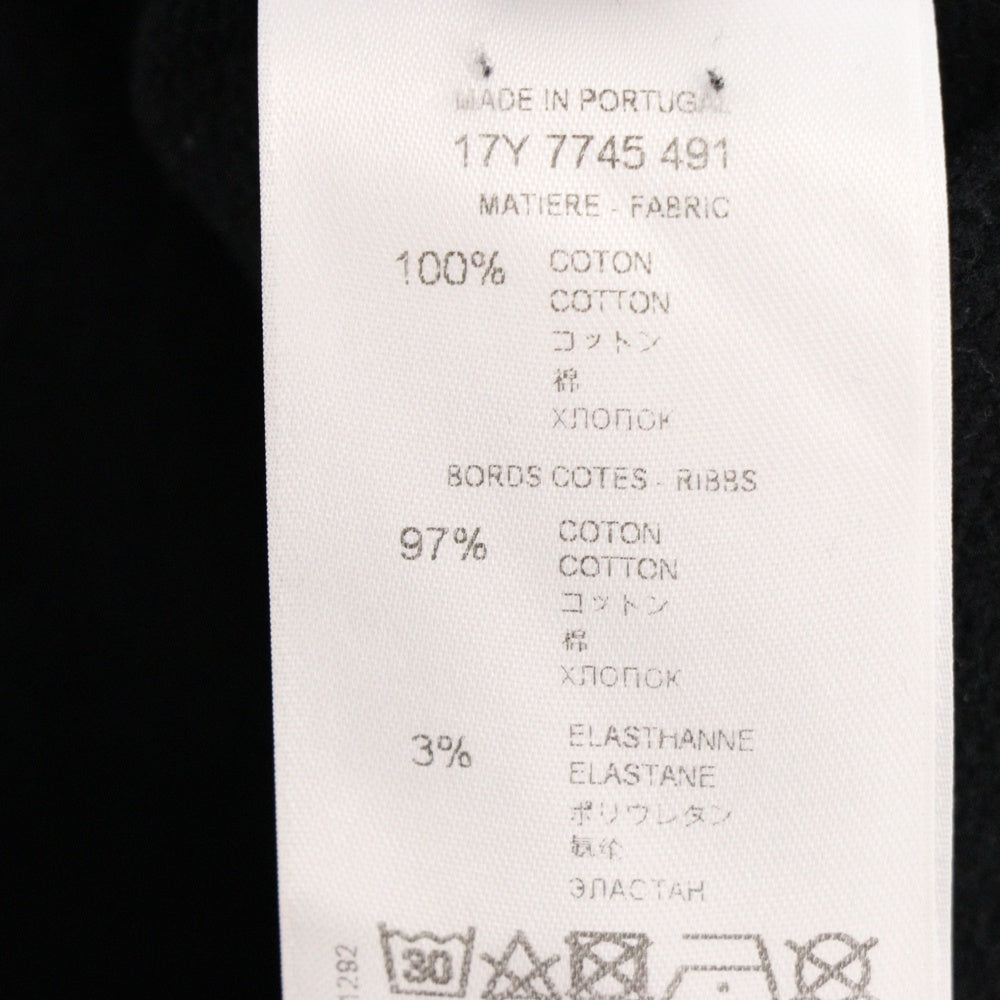 MADE IN PORTUGAL
17Y 7745 491
MATIERE - FABRIC
100% COTON
COTTON
コットン
棉
ХЛОПОК
BORDS COTES - RIBBS
97% COTON
COTTON
コットン
棉
ХЛОПОК
3% ELASTHANNE
ELASTANE
ポリウレタン
氨纶
ЭЛАСТАН
30
1292